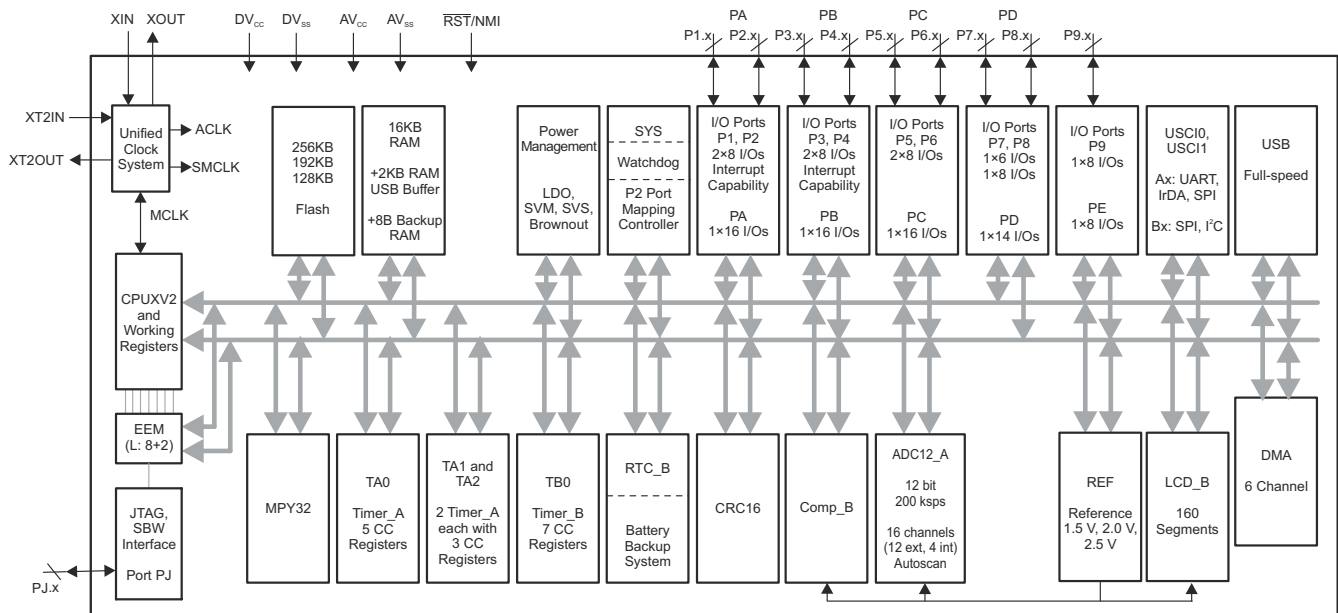 XIN XOUT DVCC DVSS AVCC AVSS RST/NMI
PA PB PC PD
P1.x P2.x P3.x P4.x P5.x P6.x P7.x P8.x P9.x
XT2IN
XT2OUT
Unified
Clock
System
ACLK
SMCLK
MCLK
256KB
192KB
128KB
Flash
16KB
RAM
+2KB RAM
USB Buffer
+8B Backup
RAM
Power
Management
LDO,
SVM, SVS,
Brownout
SYS
Watchdog
P2 Port
Mapping
Controller
I/O Ports
P1, P2
2×8 I/Os
Interrupt
Capability
PA
1×16 I/Os
I/O Ports
P3, P4
2×8 I/Os
Interrupt
Capability
PB
1×16 I/Os
I/O Ports
P5, P6
2×8 I/Os
PC
1×16 I/Os
I/O Ports
P7, P8
1×6 I/Os
1×8 I/Os
PD
1×14 I/Os
I/O Ports
P9
1×8 I/Os
PE
1×8 I/Os
USCI0,
USCI1
Ax: UART,
IrDA, SPI
Bx: SPI, I²C
USB
Full-speed
CPUXV2
and
Working
Registers
EEM
(L: 8+2)
JTAG,
SBW
Interface
Port PJ
PJ.x
MPY32
TA0
Timer_A
5 CC
Registers
TA1 and
TA2
2 Timer_A
each with
3 CC
Registers
TB0
Timer_B
7 CC
Registers
RTC_B
Battery
Backup
System
CRC16
Comp_B
ADC12_A
12 bit
200 ksps
16 channels
(12 ext, 4 int)
Autoscan
REF
Reference
1.5 V, 2.0 V,
2.5 V
LCD_B
160
Segments
DMA
6 Channel